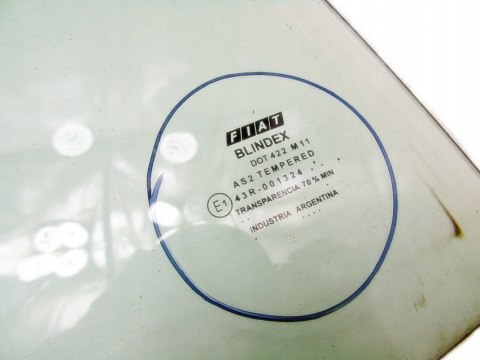 FIAT
BLINDEX
DOT 422 M11
AS2 TEMPERED
43R-001324
E1
TRANSPARENCIA 70% MIN
INDUSTRIA ARGENTINA